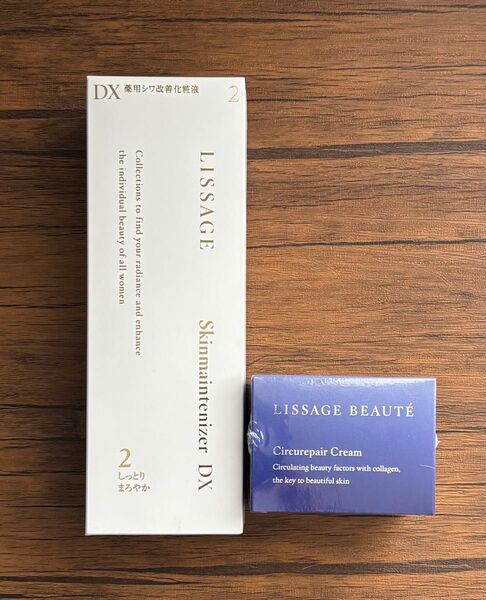 DX 薬用シワ改善化粧液 2
LISSAGE Skinmaintenizer DX
Collections to find your radiance and enhance
the individual beauty of all women
2
しっとり
まろやか
LISSAGE BEAUTÉ
Circurepair Cream
Circulating beauty factors with collagen,
the key to beautiful skin